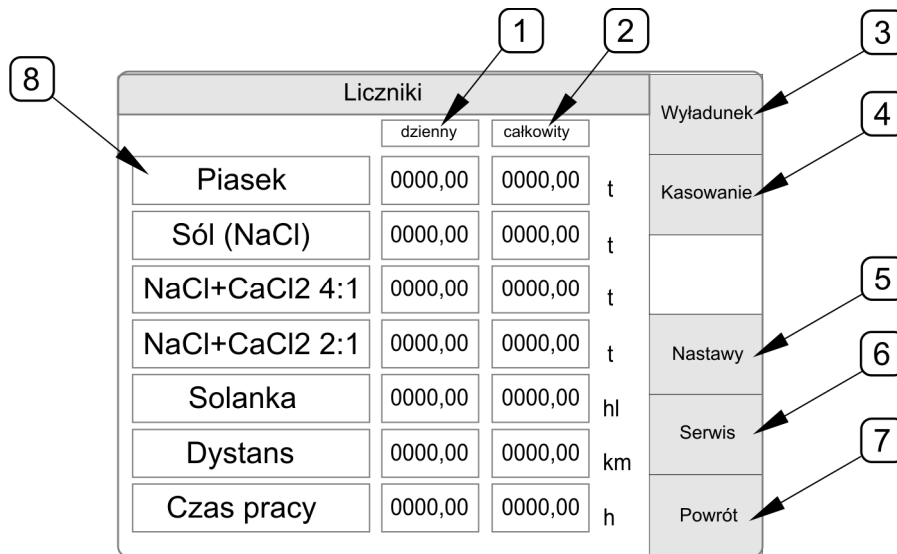 1 2 3
8 4
Liczniki
Wyładunek
dzienny całkowity
Piasek 0000,00 0000,00 t
Kasowanie
Sól (NaCl) 0000,00 0000,00 t
NaCl+CaCl2 4:1 0000,00 0000,00 t
5
NaCl+CaCl2 2:1 0000,00 0000,00 t
Nastawy
6
Solanka 0000,00 0000,00 hl
Serwis
7
Dystans 0000,00 0000,00 km
Czas pracy 0000,00 0000,00 h
Powrót